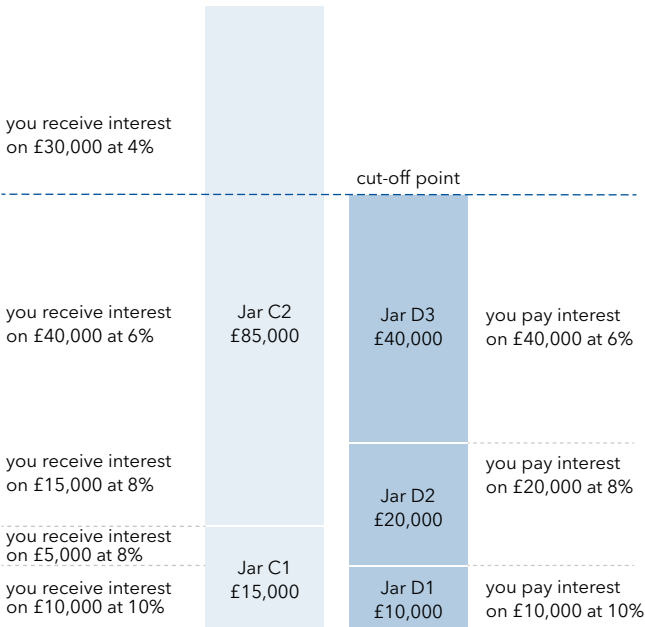 you receive interest
on £30,000 at 4%
cut-off point
you receive interest
on £40,000 at 6%
Jar C2
£85,000
Jar D3
£40,000
you pay interest
on £40,000 at 6%
you receive interest
on £15,000 at 8%
Jar D2
£20,000
you pay interest
on £20,000 at 8%
you receive interest
on £5,000 at 8%
Jar C1
£15,000
you receive interest
on £10,000 at 10%
Jar D1
£10,000
you pay interest
on £10,000 at 10%